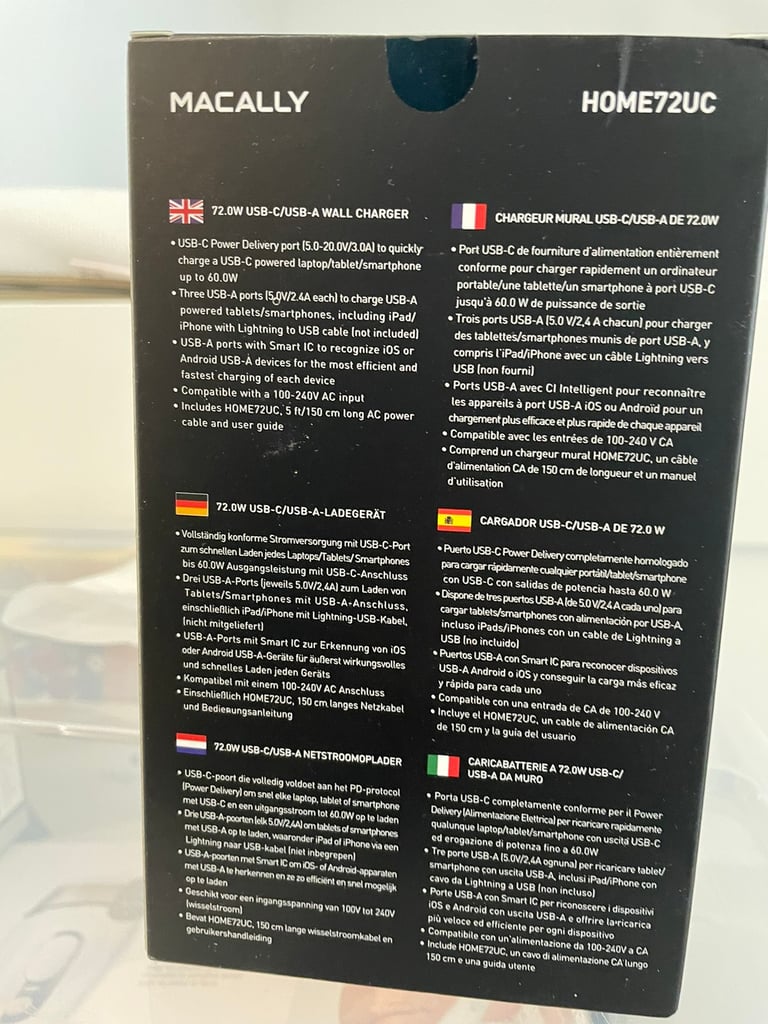 MACALLY
HOME72UC
72.0W USB-C/USB-A WALL CHARGER
• USB-C Power Delivery port (5.0-20.0V/3.0A) to quickly
charge a USB-C powered laptop/tablet/smartphone
up to 60.0W
• Three USB-A ports (5.0V/2.4A each) to charge USB-A
powered tablets/smartphones, including iPad/
iPhone with Lightning to USB cable (not included)
• USB-A ports with Smart IC to recognize iOS or
Android USB-A devices for the most efficient and
fastest charging of each device
• Compatible with a 100-240V AC input
• Includes HOME72UC, 5 ft/150 cm long AC power
cable and user guide
CHARGEUR MURAL USB-C/USB-A DE 72.0W
• Port USB-C de fourniture d'alimentation entièrement
conforme pour charger rapidement un ordinateur
portable/une tablette/un smartphone à port USB-C
jusqu'à 60.0 W de puissance de sortie
• Trois ports USB-A (5.0 V/2,4 A chacun) pour charger
des tablettes/smartphones munis de port USB-A, y
compris l'iPad/iPhone avec un câble Lightning vers
USB (non fourni)
• Ports USB-A avec CI Intelligent pour reconnaître
les appareils à port USB-A iOS ou Android pour un
chargement plus efficace et plus rapide de chaque appareil
• Compatible avec les entrées de 100-240 V CA
• Comprend un chargeur mural HOME72UC, un câble
d'alimentation CA de 150 cm de longueur et un manuel
d'utilisation
72.0W USB-C/USB-A-LADEGERÄT
• Vollständig konforme Stromversorgung mit USB-C-Port
zum schnellen Laden jedes Laptops/Tablets/ Smartphones
bis 60.0W Ausgangsleistung mit USB-C-Anschluss
• Drei USB-A-Ports (jeweils 5.0V/2,4A) zum Laden von
Tablets/Smartphones mit USB-A-Anschluss,
einschließlich iPad/iPhone mit Lightning-USB-Kabel,
(nicht mitgeliefert)
• USB-A-Ports mit Smart IC zur Erkennung von iOS
oder Android USB-A-Geräte für äußerst wirkungsvolles
und schnelles Laden jeden Geräts
• Kompatibel mit einem 100-240V AC Anschluss
• Einschließlich HOME72UC, 150 cm langes Netzkabel
und Bedienungsanleitung
CARGADOR USB-C/USB-A DE 72.0 W
• Puerto USB-C Power Delivery completamente homologado
para cargar rápidamente cualquier portátil/tablet/smartphone
con USB-C con salidas de potencia hasta 60.0 W
• Dispone de tres puertos USB-A (de 5.0 V/2,4 A cada uno) para
cargar tablets/smartphones con alimentación por USB-A,
incluso iPads/iPhones con un cable de Lightning a
USB (no incluido)
• Puertos USB-A con Smart IC para reconocer dispositivos
USB-A Android o iOS y conseguir la carga más eficaz
y rápida para cada uno
• Compatible con una entrada de CA de 100-240 V
• Incluye el HOME72UC, un cable de alimentación CA
de 150 cm y la guía del usuario
72.0W USB-C/USB-A NETSTROOMOPLADER
• USB-C-poort die volledig voldoet aan het PD-protocol
(Power Delivery) om snel elke laptop, tablet of smartphone
met USB-C en een uitgangsstroom tot 60.0W op te laden
• Drie USB-A-poorten (elk 5.0V/2,4A) om tablets of smartphones
met USB-A op te laden, waaronder iPad of iPhone via een
Lightning naar USB-kabel (niet inbegrepen)
• USB-A-poorten met Smart IC om iOS- of Android-apparaten
met USB-A te herkennen en ze zo efficiënt en snel mogelijk
op te laden
• Geschikt voor een ingangsspanning van 100V tot 240V
(wisselstroom)
• Bevat HOME72UC, 150 cm lange wisselstroomkabel en
gebruikershandleiding
CARICABATTERIE A 72.0W USB-C/
USB-A DA MURO
• Porta USB-C completamente conforme per il Power
Delivery (Alimentazione Elettrica) per ricaricare rapidamente
qualunque laptop/tablet/smartphone con uscita USB-C
ed erogazione di potenza fino a 60.0W
• Tre porte USB-A (5.0V/2,4A ognuna) per ricaricare tablet/
smartphone con uscita USB-A, inclusi iPad/iPhone con
cavo da Lightning a USB (non incluso)
• Porte USB-A con Smart IC per riconoscere i dispositivi
iOS e Android con uscita USB-A e offrire la ricarica
più veloce ed efficiente per ogni dispositivo
• Compatibile con un'alimentazione da 100-240V a CA
• Include HOME72UC, un cavo di alimentazione CA lungo
150 cm e una guida utente